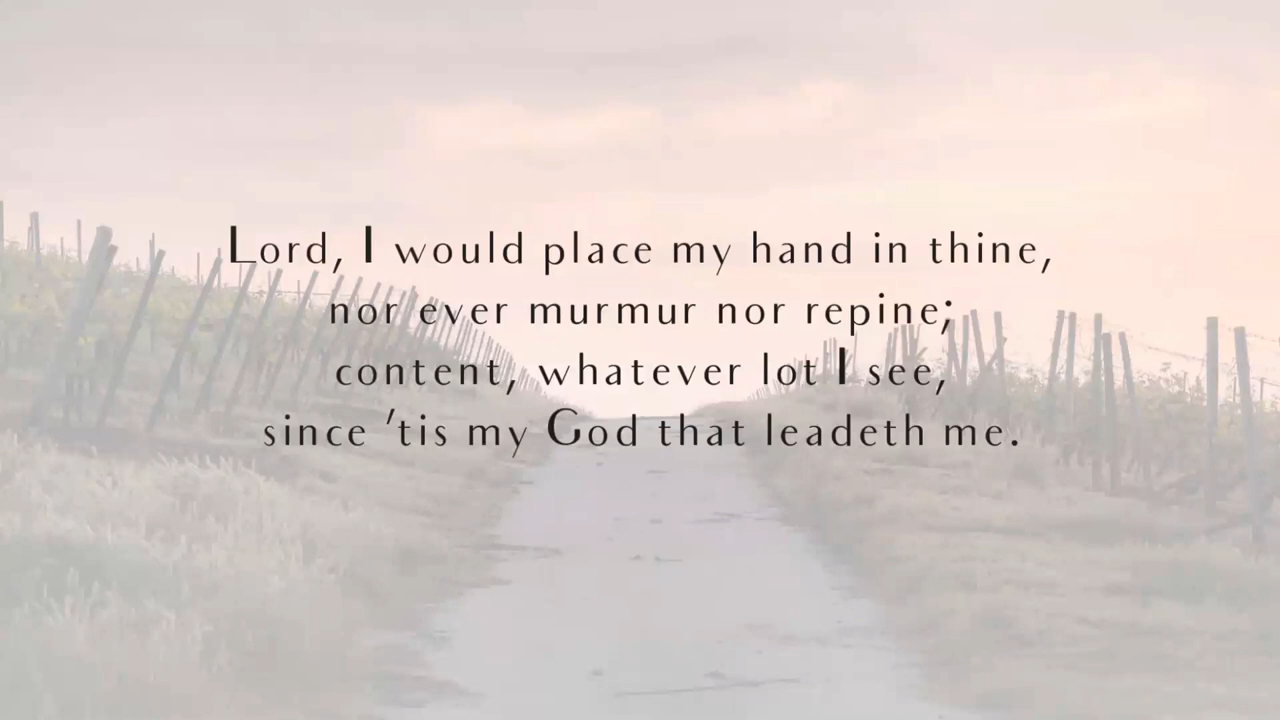 Lord, I would place my hand in thine,
nor ever murmur nor repine;
content, whatever lot I see,
since 'tis my God that leadeth me.